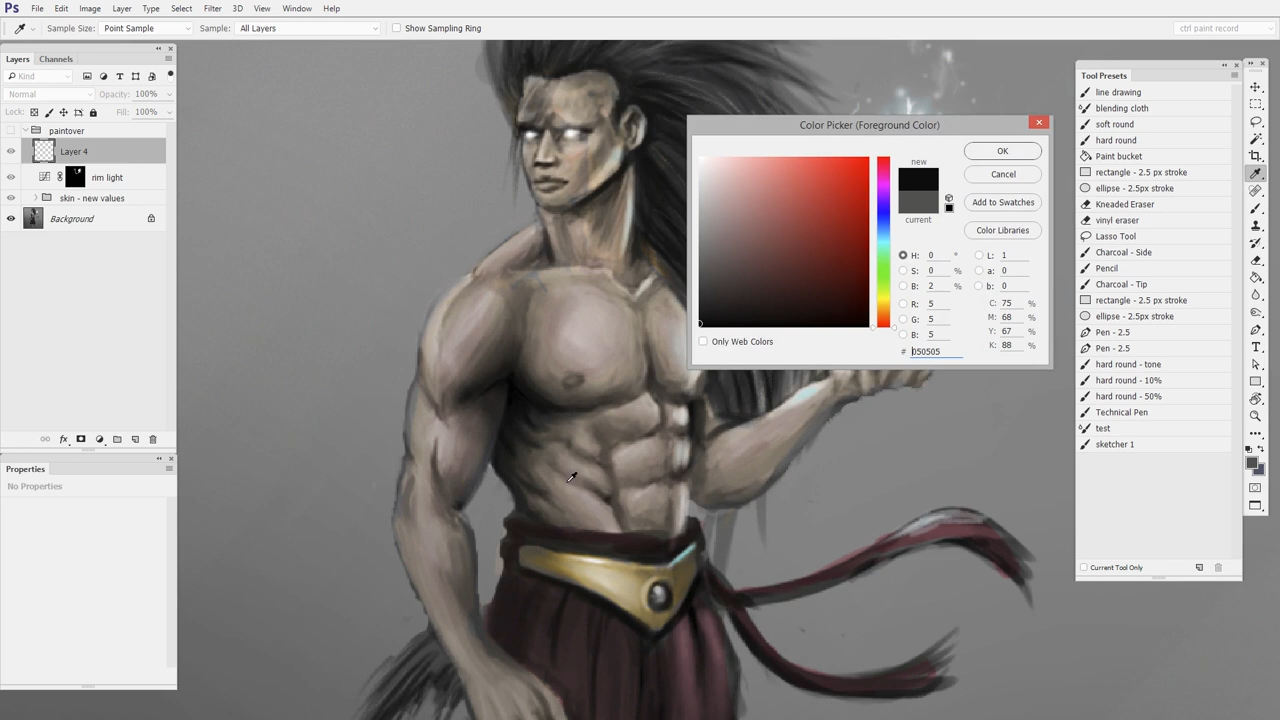 Ps File Edit Image Layer Type Select Filter 3D View Window Help
Sample Size: Point Sample Sample: All Layers Show Sampling Ring ctrl paint record
Layers Channels
Kind
Normal Opacity: 100%
Lock: Fill: 100%
paintover
Layer 4
rim light
skin - new values
Background
fx
Properties
No Properties
Color Picker (Foreground Color)
new
current
OK
Cancel
Add to Swatches
Color Libraries
H: 0 ° L: 1
S: 0 % a: 0
B: 2 % b: 0
R: 5 C: 75 %
G: 5 M: 68 %
B: 5 Y: 67 %
K: 88 %
# 050505
Only Web Colors
Tool Presets
line drawing
blending cloth
soft round
hard round
Paint bucket
rectangle - 2.5 px stroke
ellipse - 2.5px stroke
Kneaded Eraser
vinyl eraser
Lasso Tool
Charcoal - Side
Pencil
Charcoal - Tip
rectangle - 2.5 px stroke
ellipse - 2.5px stroke
Pen - 2.5
Pen - 2.5
hard round - tone
hard round - 10%
hard round - 50%
Technical Pen
test
sketcher 1
Current Tool Only